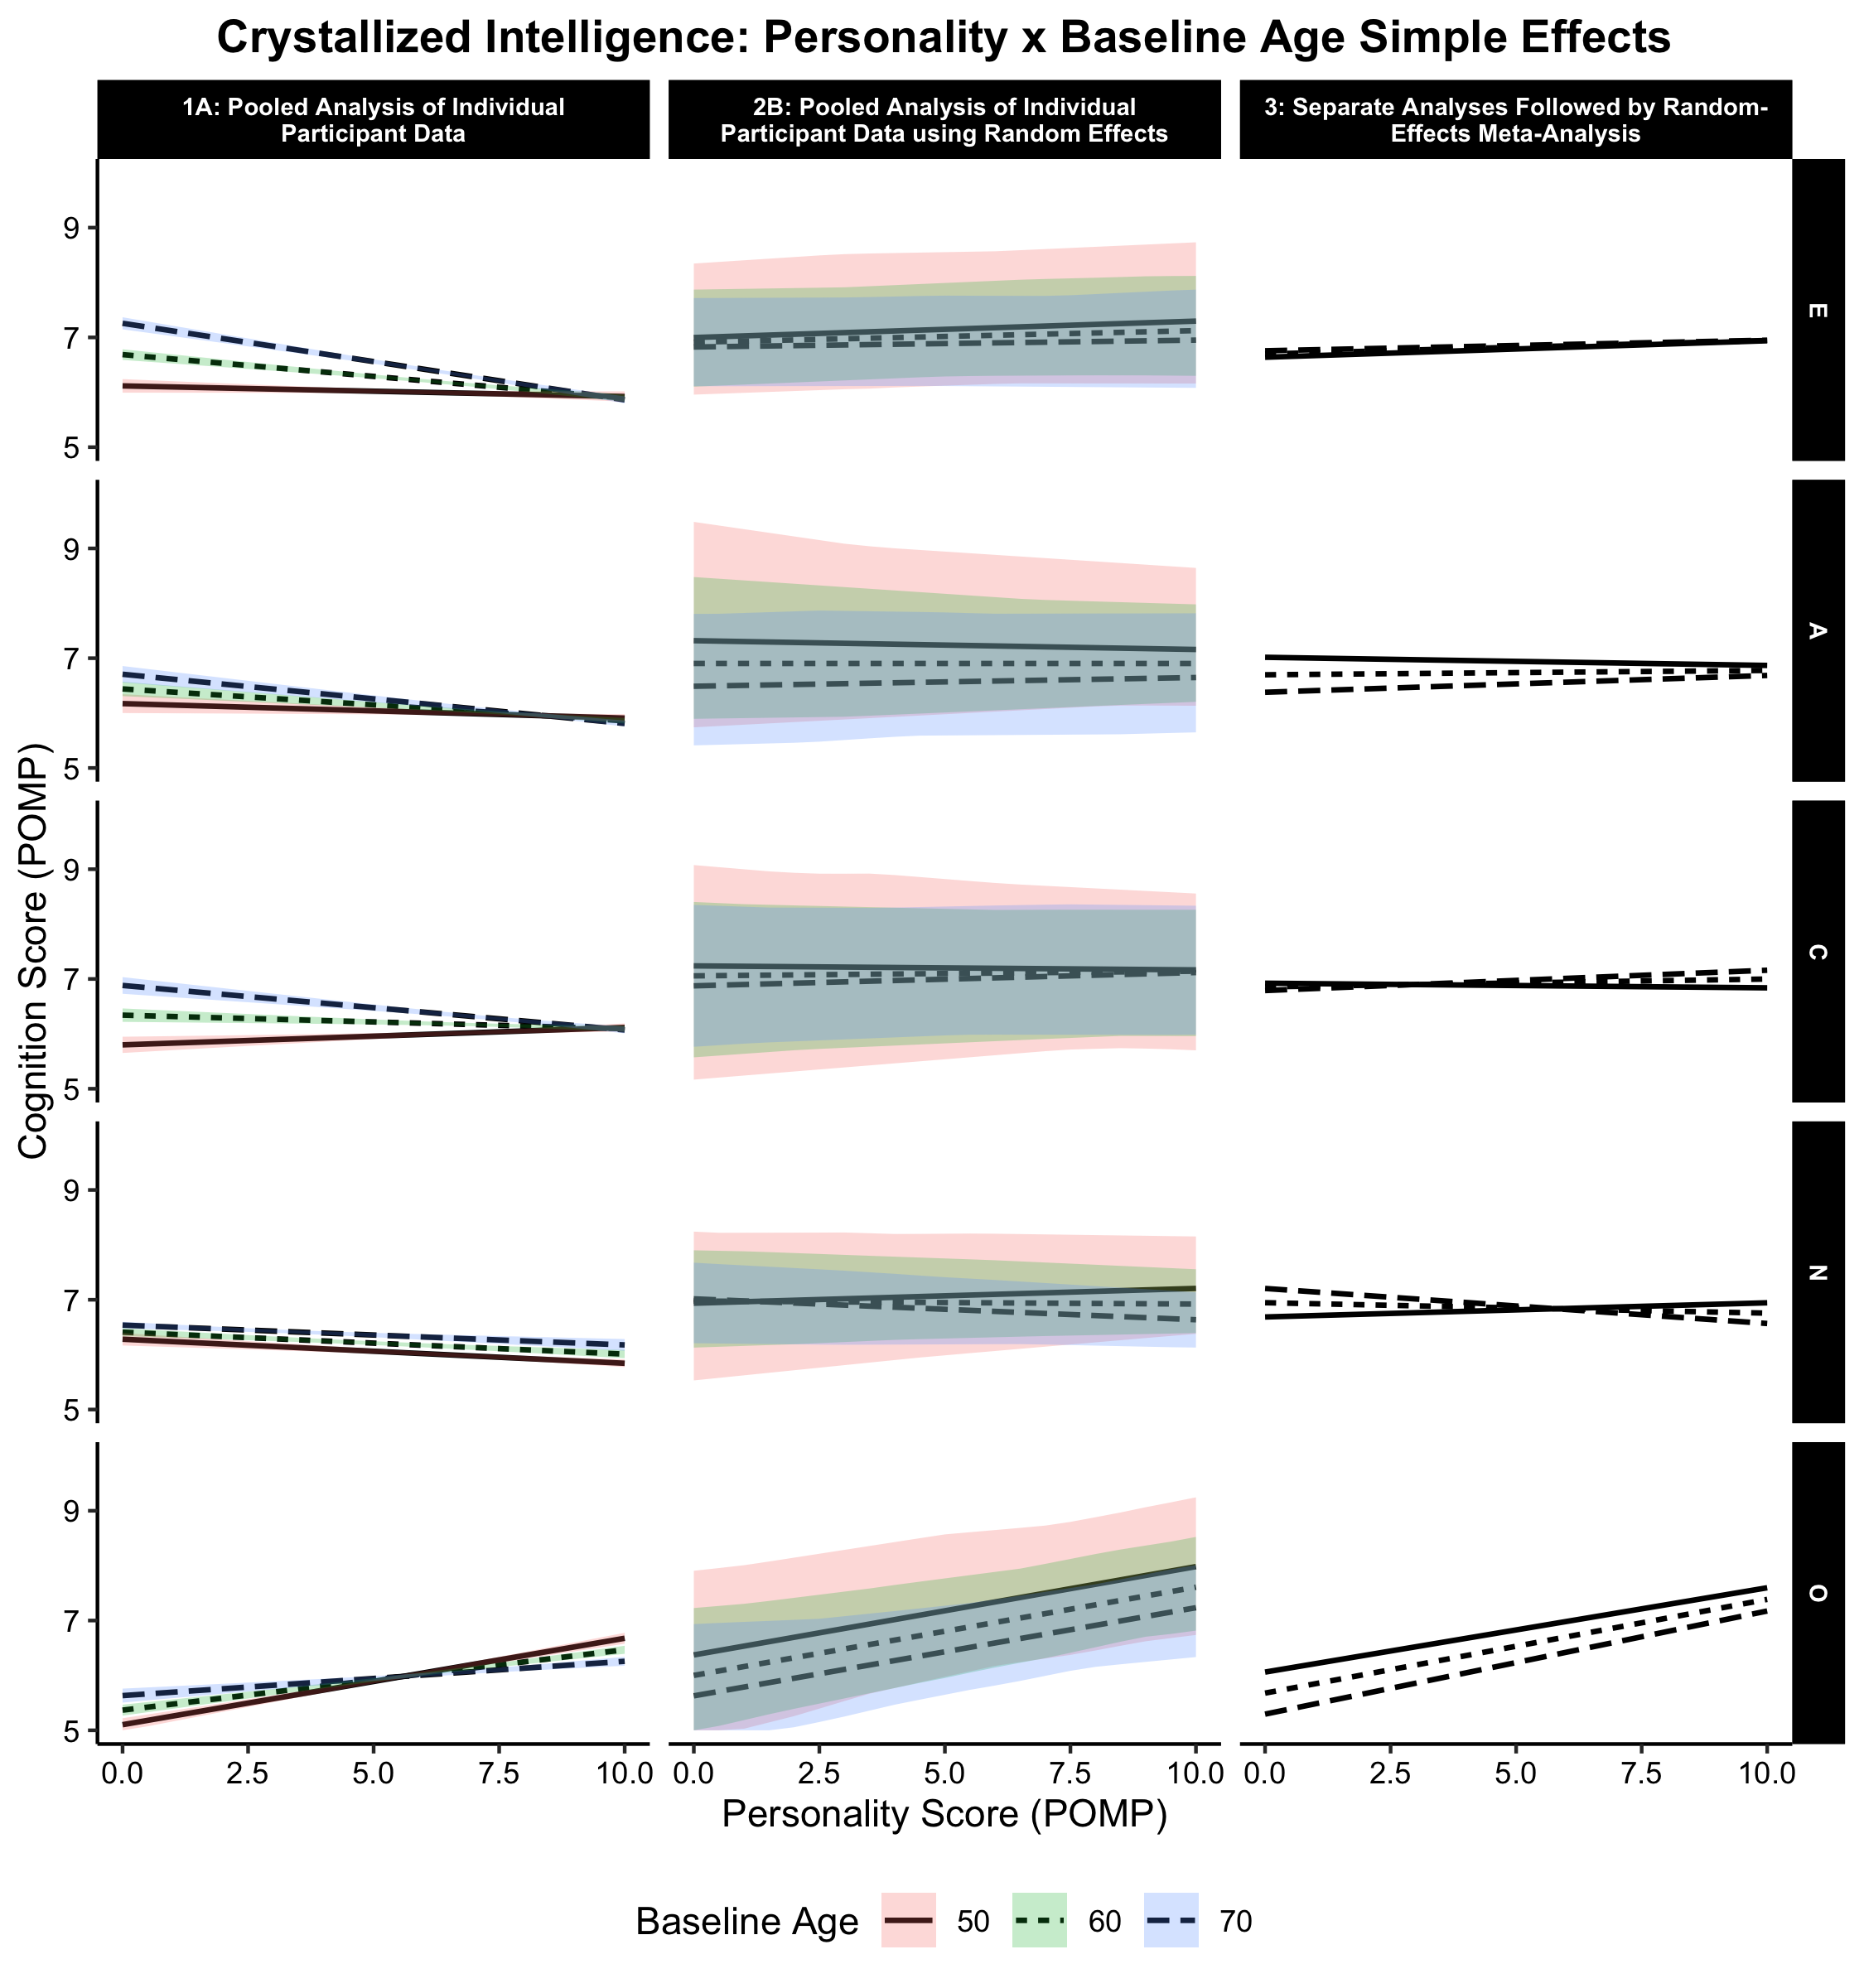 Crystallized Intelligence: Personality x Baseline Age Simple Effects
1A: Pooled Analysis of Individual
Participant Data
2B: Pooled Analysis of Individual
Participant Data using Random Effects
3: Separate Analyses Followed by Random-
Effects Meta-Analysis
Cognition Score (POMP)
9
7
5
E
9
7
5
A
9
7
5
C
9
7
5
N
9
7
5
O
0.0 2.5 5.0 7.5 10.0 0.0 2.5 5.0 7.5 10.0 0.0 2.5 5.0 7.5 10.0
Personality Score (POMP)
Baseline Age 50 60 70